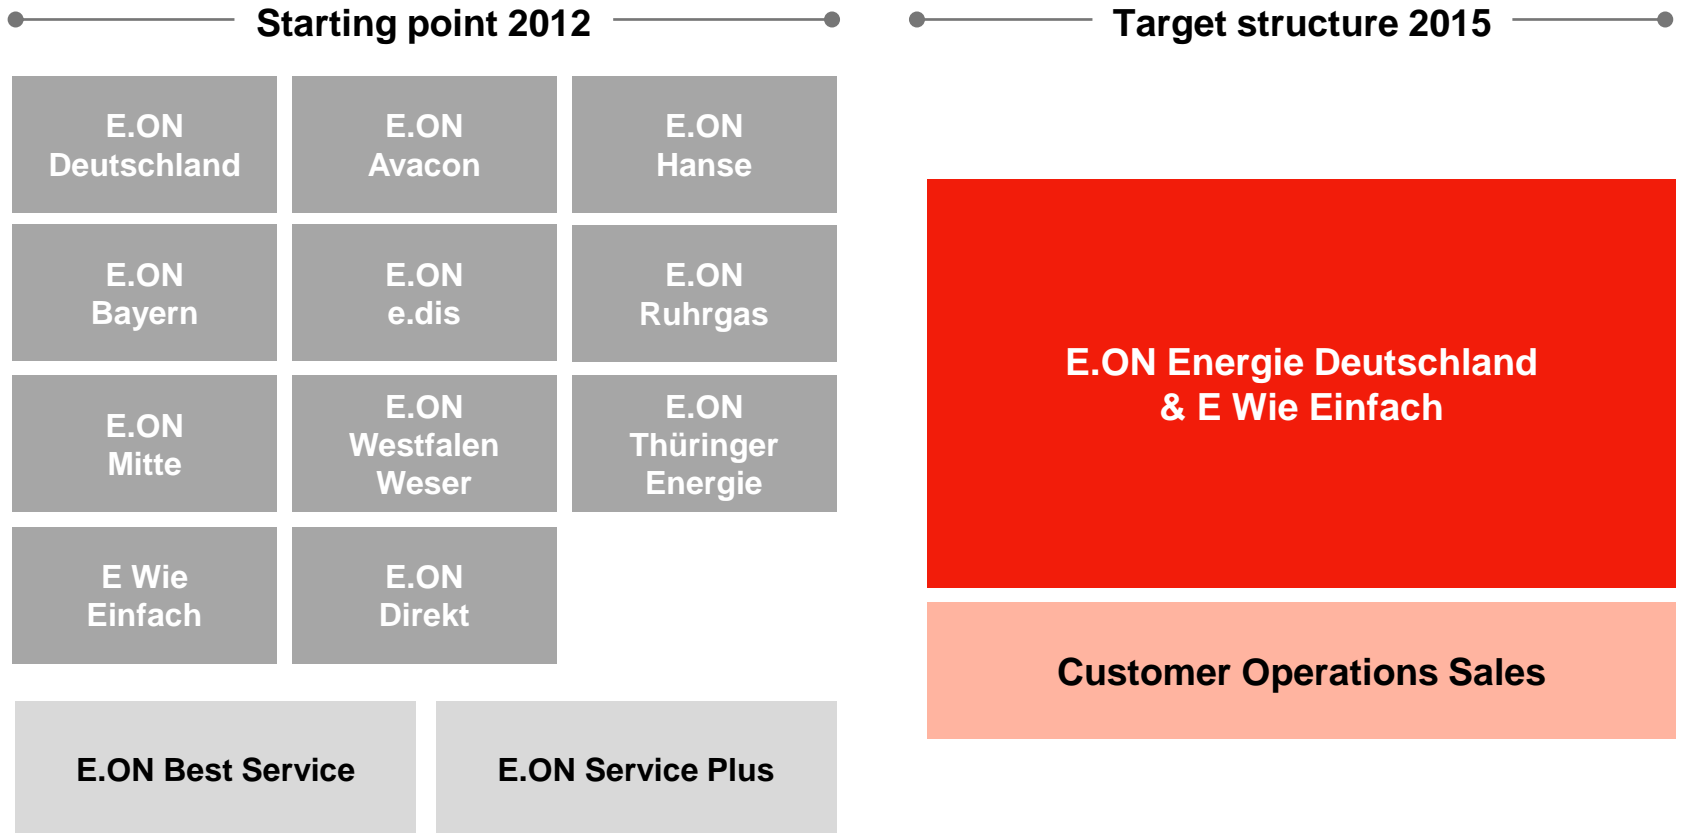 Starting point 2012
Target structure 2015
E.ON
Deutschland
E.ON
Avacon
E.ON
Hanse
E.ON
Bayern
E.ON
e.dis
E.ON
Ruhrgas
E.ON
Mitte
E.ON
Westfalen
Weser
E.ON
Thüringer
Energie
E Wie
Einfach
E.ON
Direkt
E.ON Best Service
E.ON Service Plus
E.ON Energie Deutschland
& E Wie Einfach
Customer Operations Sales